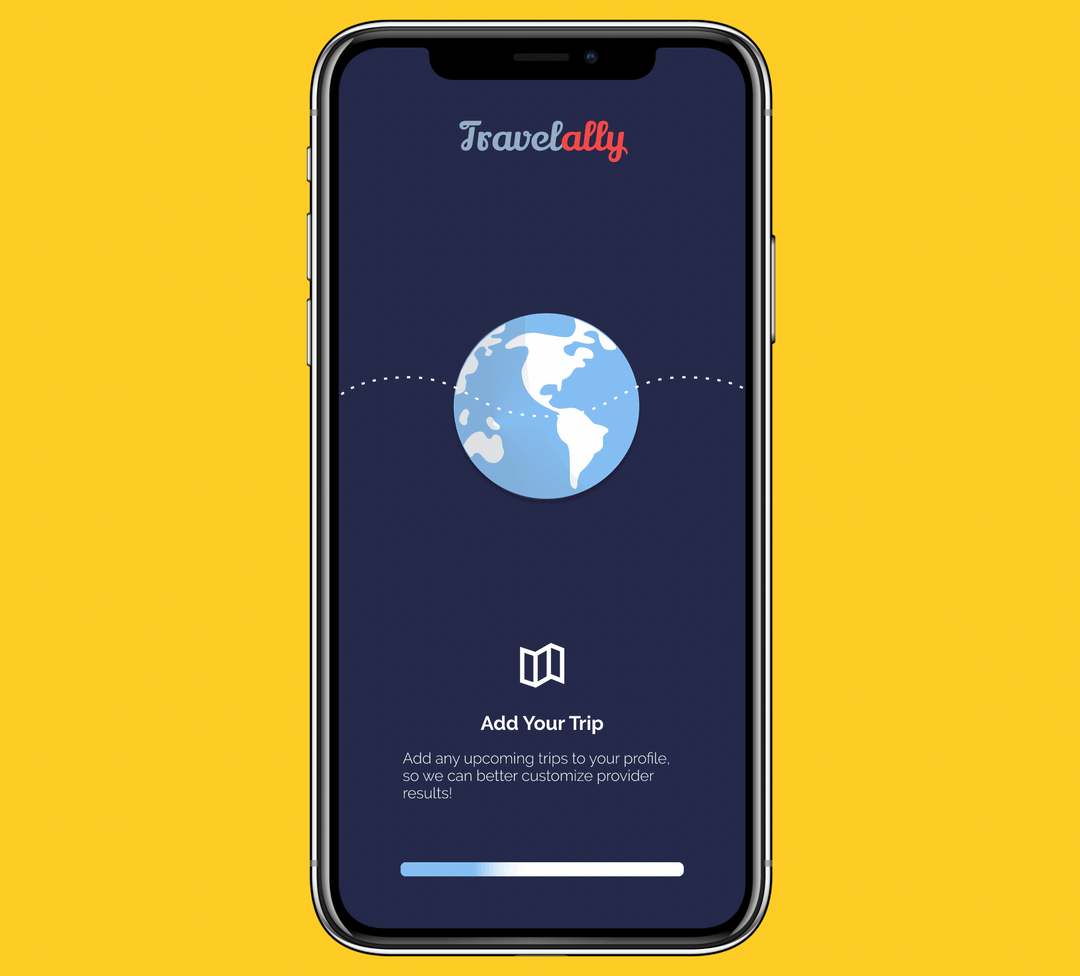 Travelally
Add Your Trip
Add any upcoming trips to your profile,
so we can better customize provider
results!